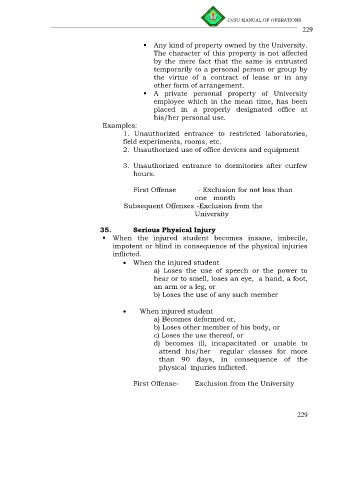 CvSU MANUAL OF OPERATIONS
229
▪ Any kind of property owned by the University.
The character of this property is not affected
by the mere fact that the same is entrusted
temporarily to a personal person or group by
the virtue of a contract of lease or in any
other form of arrangement.
▪ A private personal property of University
employee which in the mean time, has been
placed in a properly designated office at
his/her personal use.
Examples:
1. Unauthorized entrance to restricted laboratories,
field experiments, rooms, etc.
2. Unauthorized use of office devices and equipment
3. Unauthorized entrance to dormitories after curfew
hours.
First Offense - Exclusion for not less than
one month
Subsequent Offenses -Exclusion from the
University
35. Serious Physical Injury
▪ When the injured student becomes insane, imbecile,
impotent or blind in consequence of the physical injuries
inflicted.
• When the injured student
a) Loses the use of speech or the power to
hear or to smell, loses an eye, a hand, a foot,
an arm or a leg, or
b) Loses the use of any such member
• When injured student
a) Becomes deformed or,
b) Loses other member of his body, or
c) Loses the use thereof, or
d) becomes ill, incapacitated or unable to
attend his/her regular classes for more
than 90 days, in consequence of the
physical injuries inflicted.
First Offense- Exclusion from the University
229